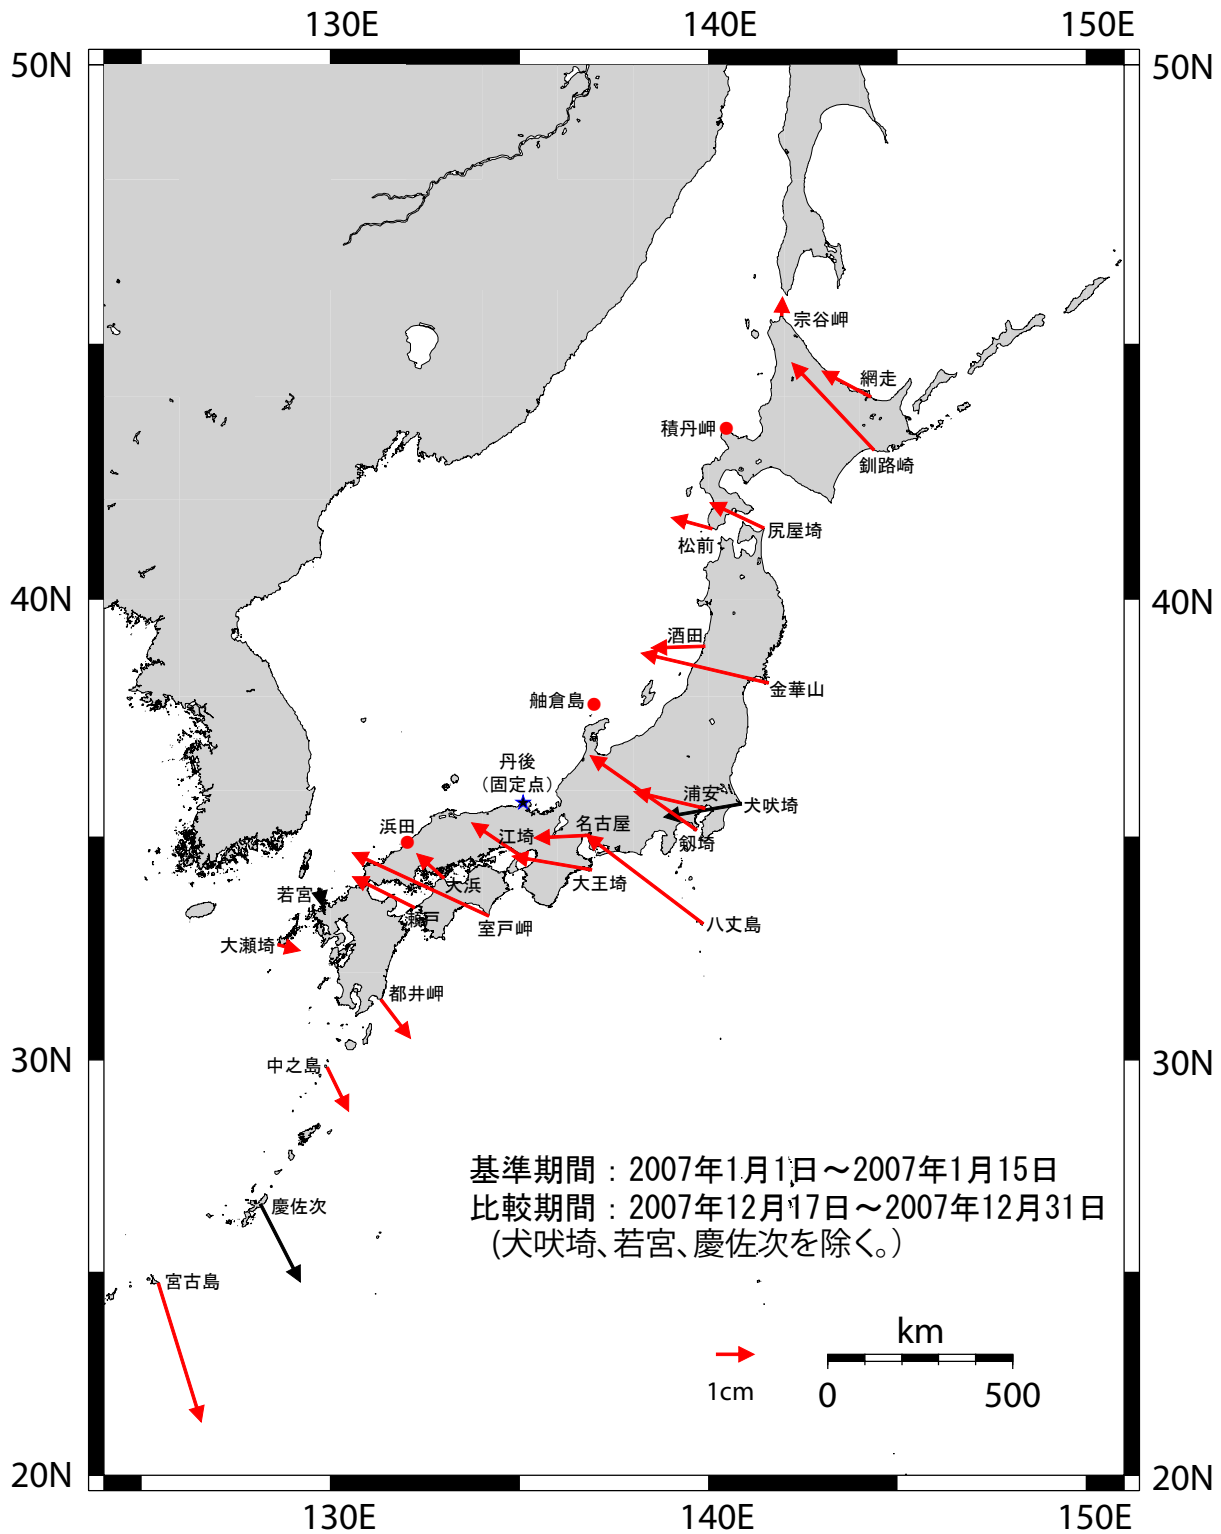 130E 140E 150E
50N 50N
宗谷岬
網走
積丹岬
釧路崎
尻屋埼
松前
40N 40N
酒田
金華山
舳倉島
丹後
（固定点）
浦安
犬吠埼
浜田
江埼
名古屋
剱埼
大浜
大王埼
若宮
瀬戸
室戸岬
八丈島
大瀬埼
都井岬
30N 30N
中之島
基準期間：2007年1月1日～2007年1月15日
比較期間：2007年12月17日～2007年12月31日
（犬吠埼、若宮、慶佐次を除く。）
慶佐次
宮古島
km
1cm 0 500
20N 20N
130E 140E 150E